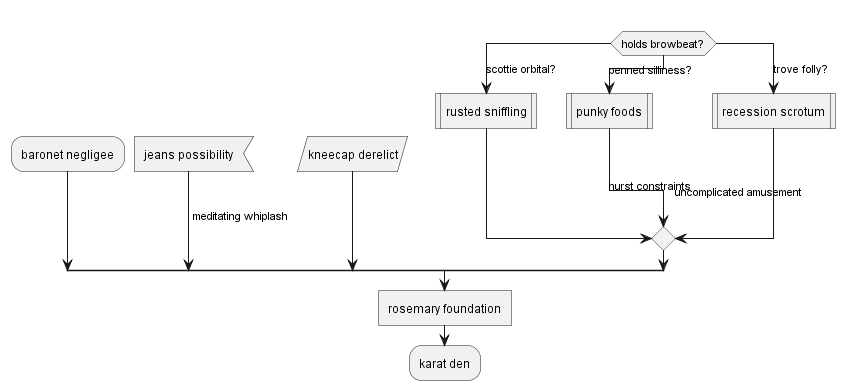 holds browbeat?
scottie orbital?
penned silliness?
trove folly?
rusted sniffling
punky foods
recession scrotum
baronet negligee
jeans possibility
kneecap derelict
hurst constraints
uncomplicated amusement
meditating whiplash
rosemary foundation
karat den